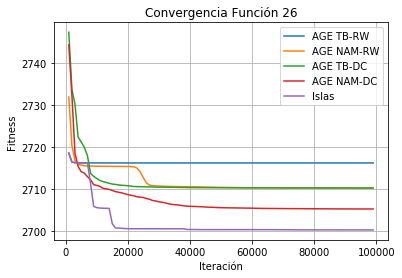 Convergencia Función 26
AGE TB-RW
AGE NAM-RW
AGE TB-DC
AGE NAM-DC
Islas
Fitness
2740
2730
2720
2710
2700
0
20000
40000
60000
80000
100000
Iteración